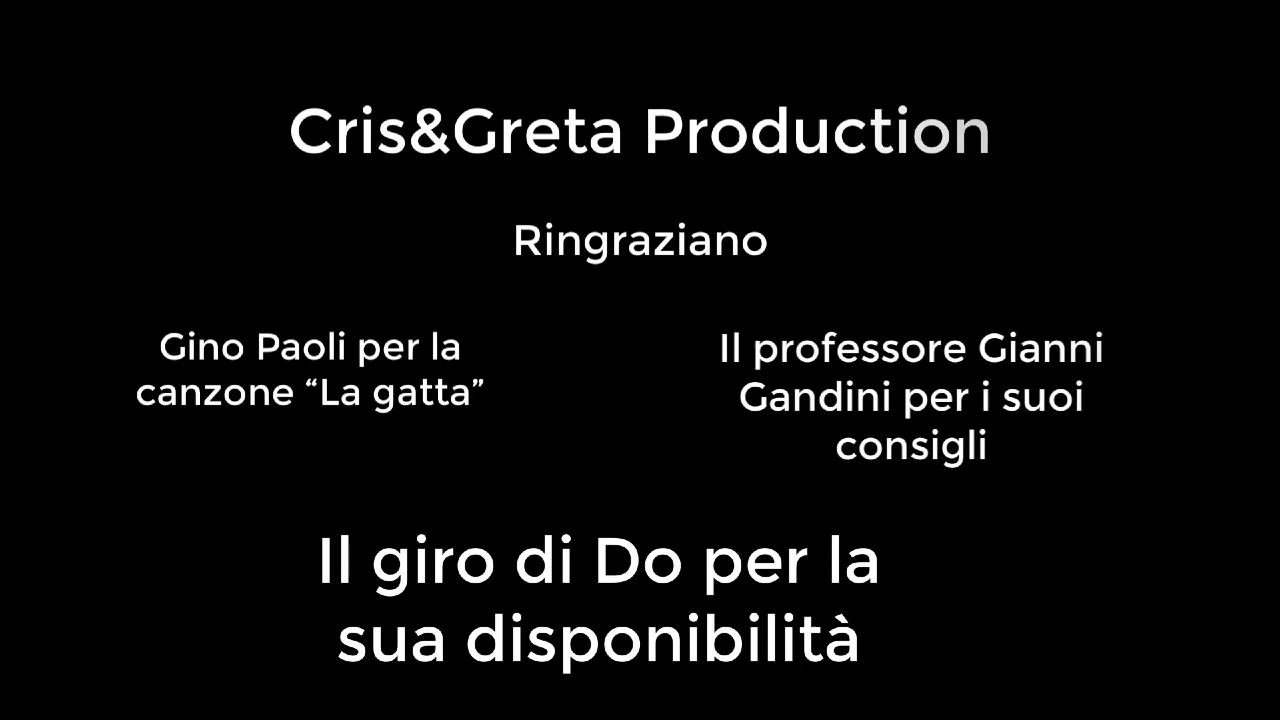 Cris&Greta Production
Ringraziano
Gino Paoli per la
canzone “La gatta”
Il professore Gianni
Gandini per i suoi
consigli
Il giro di Do per la
sua disponibilità